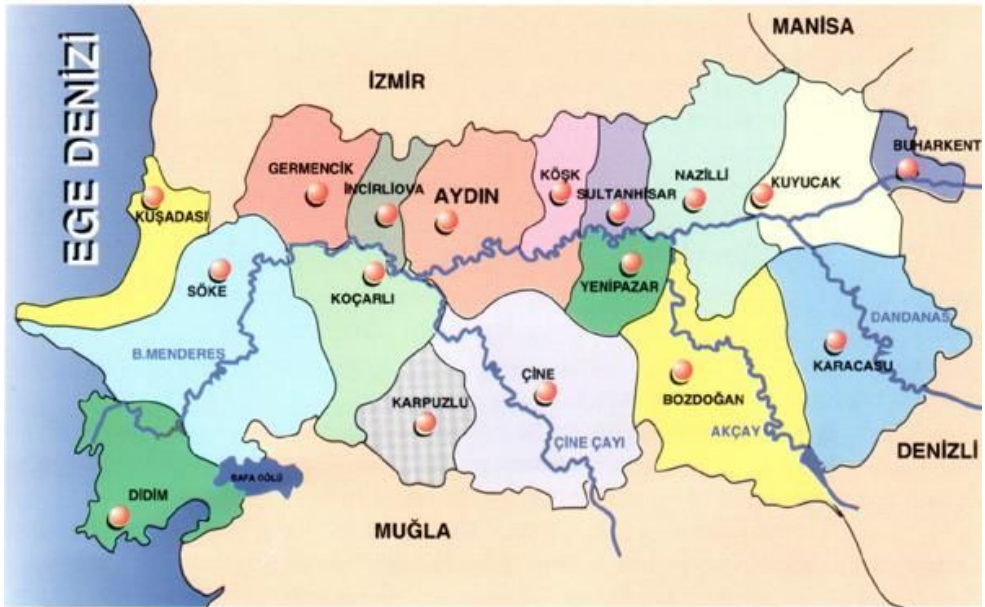 EGE DENİZİ
MANİSA
İZMİR
GERMENCİK
İNCİRLİOVA
AYDIN
KÖŞK
SULTANHİSAR
NAZİLLİ
KUYUCAK
BUHARKENT
KUŞADASI
SÖKE
KOÇARLI
YENİPAZAR
B.MENDERES
DANDANAS
KARACASU
KARPUZLU
ÇİNE
BOZDOĞAN
AKÇAY
ÇİNE ÇAYI
DENİZLİ
BAFA GÖLÜ
DİDİM
MUĞLA